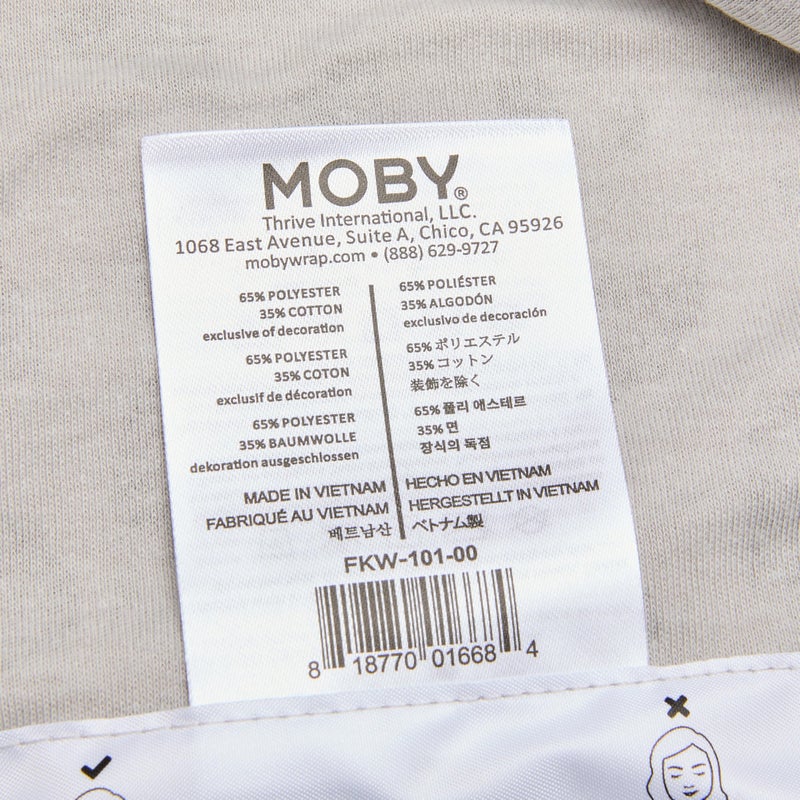 MOBY®
Thrive International, LLC.
1068 East Avenue, Suite A, Chico, CA 95926
mobywrap.com • (888) 629-9727
65% POLYESTER
35% COTTON
exclusive of decoration
65% POLYESTER
35% COTON
exclusif de décoration
65% POLYESTER
35% BAUMWOLLE
dekoration ausgeschlossen
MADE IN VIETNAM
FABRIQUÉ AU VIETNAM
베트남산
65% POLIÉSTER
35% ALGODÓN
exclusivo de decoración
65% ポリエステル
35% コットン
装飾を除く
65% 폴리 에스테르
35% 면
장식의 독점
HECHO EN VIETNAM
HERGESTELLT IN VIETNAM
ベトナム製
FKW-101-00
8 18770 01668 4